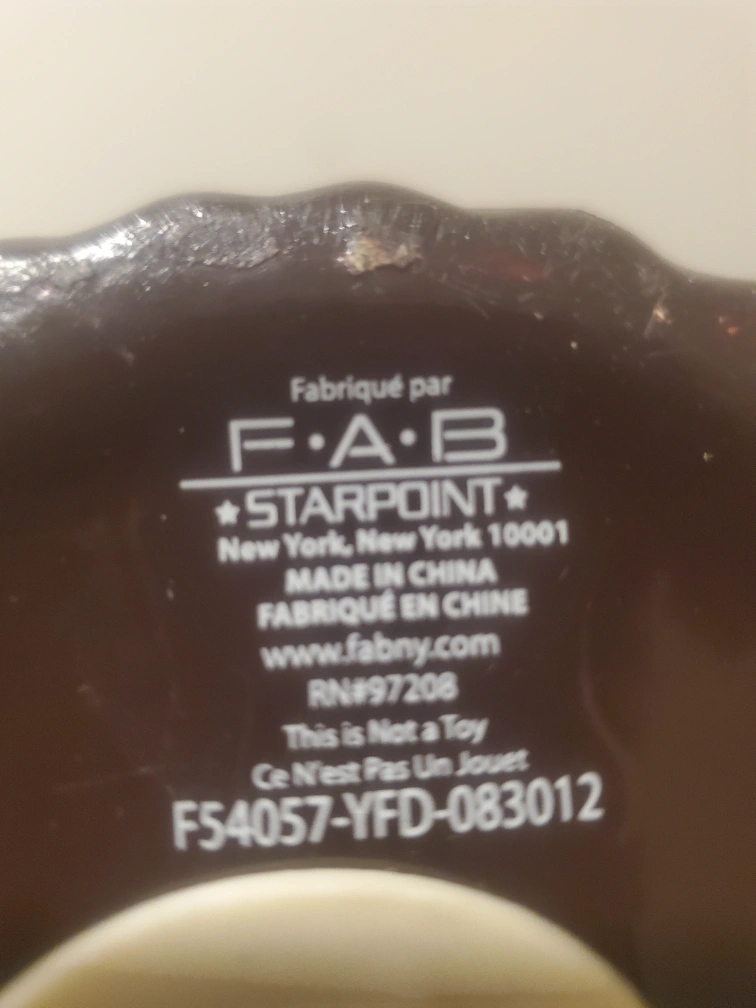 Fabriqué par
F·A·B
★STARPOINT★
New York, New York 10001
MADE IN CHINA
FABRIQUÉ EN CHINE
www.fabny.com
RN#97208
This is Not a Toy
Ce N'est Pas Un Jouet
F54057-YFD-083012